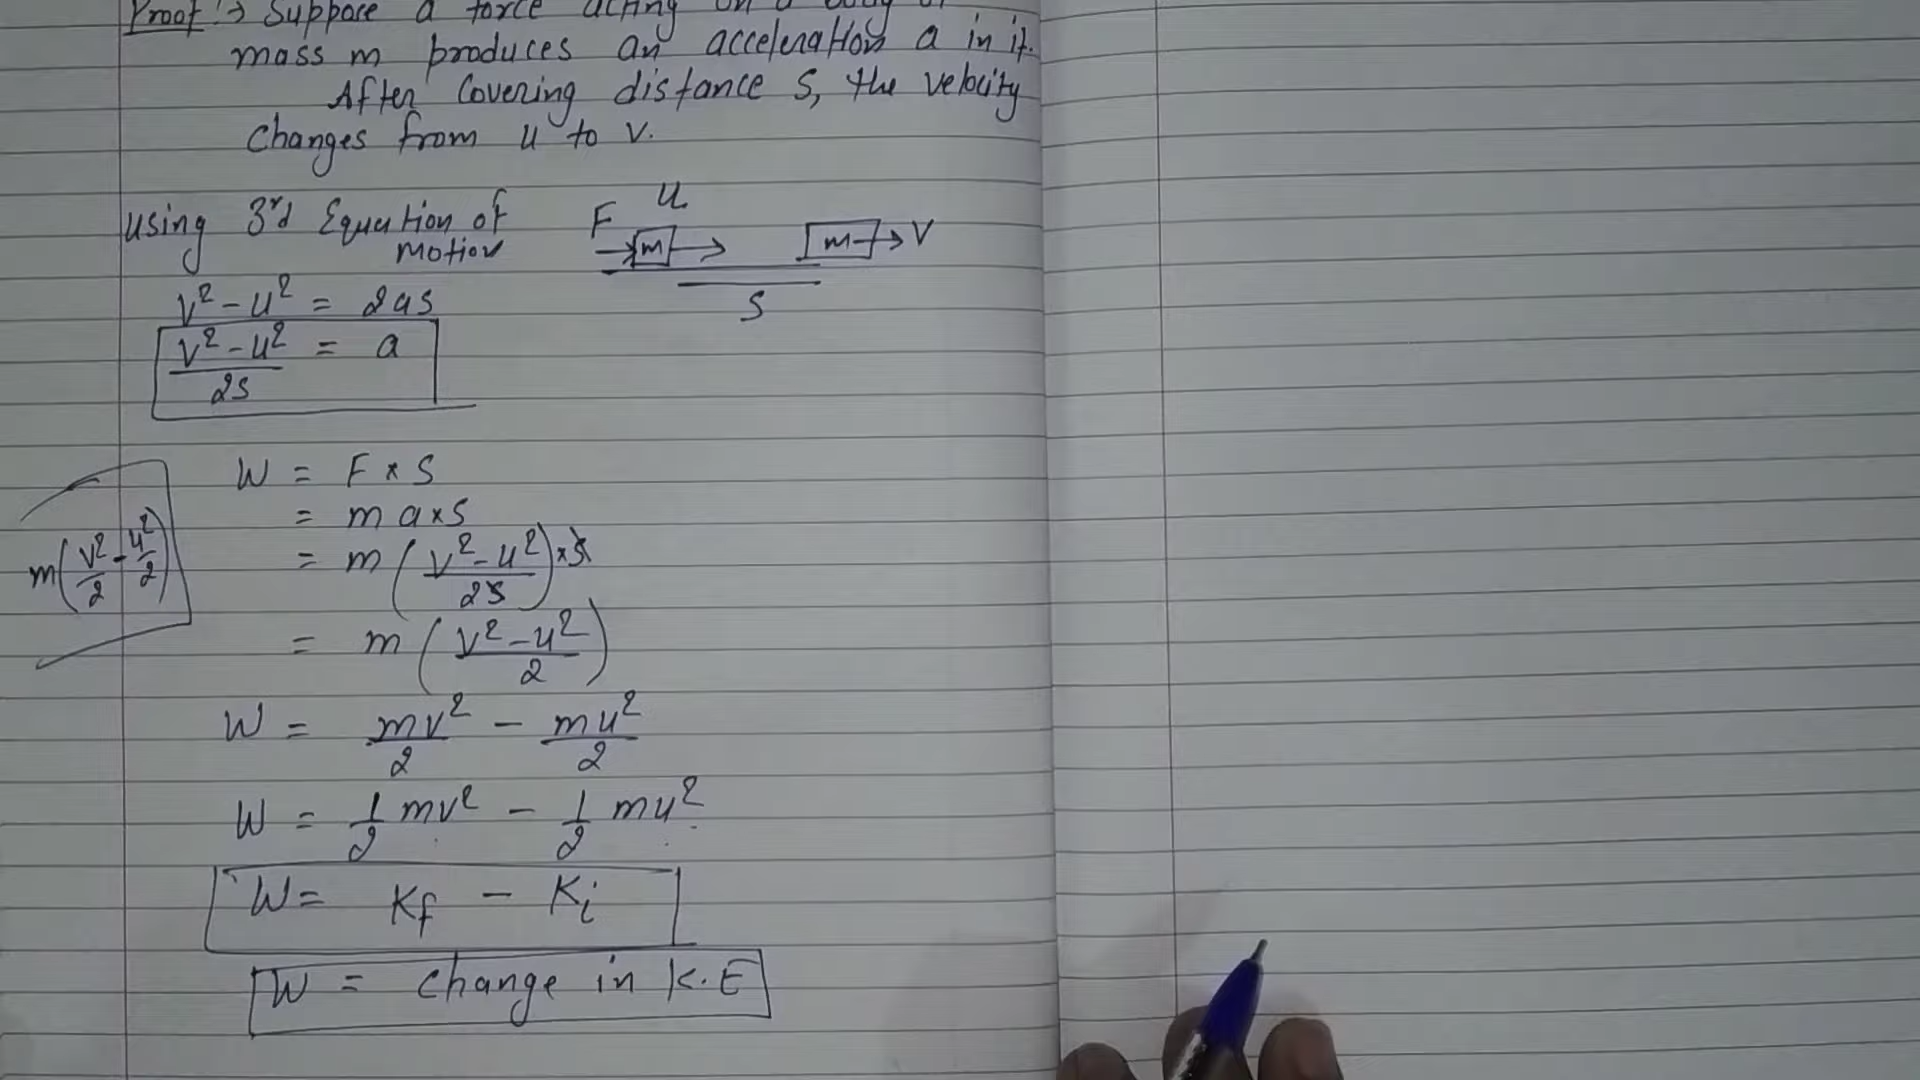 Proof :→ Suppose a force acting on a body of
mass m produces an acceleration a in it.
After Covering distance S, the velocity
Changes from u to v.
using 3rd Equation of
Motion
F u
m m v
S
v² - u² = 2as
v² - u² / 2s = a
W = F × S
= m a × s
= m ( v² - u² / 2s ) × s
m ( v²/2 - u²/2 )
= m ( v² - u² / 2 )
W = mv²/2 - mu²/2
W = 1/2 mv² - 1/2 mu²
W = Kf - Ki
W = change in K.E